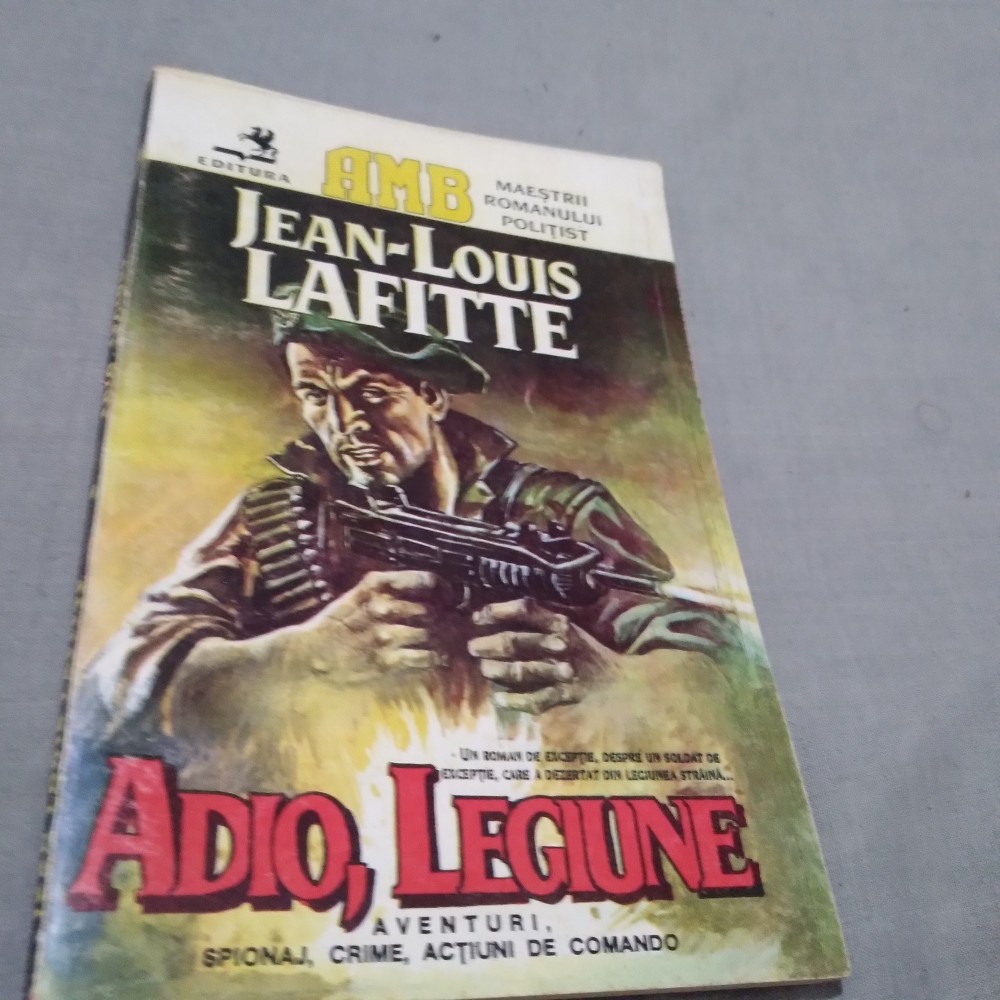 EDITURA
AMB
MAEȘTRII
ROMANULUI
POLIȚIST
JEAN-LOUIS
LAFITTE
- UN ROMAN DE EXCEPȚIE, DESPRE UN SOLDAT DE
EXCEPȚIE, CARE A DEZERTAT DIN LEGIUNEA STRĂINĂ...
ADIO, LEGIUNE
AVENTURI,
SPIONAJ, CRIME, ACȚIUNI DE COMANDO